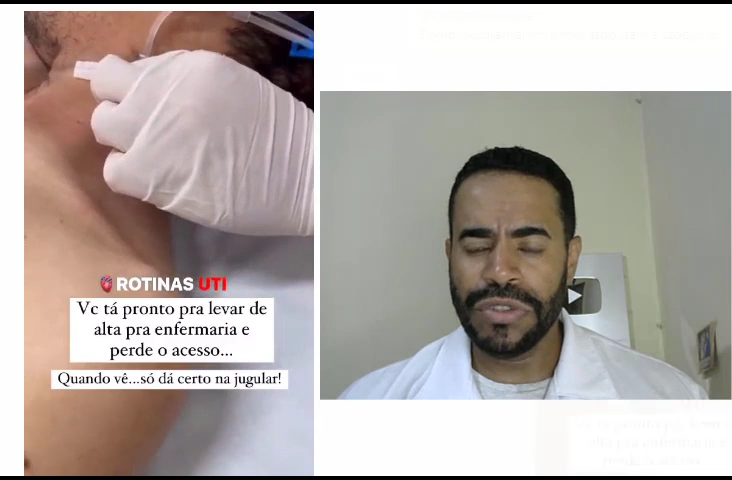 ROTINAS UTI
Vc tá pronto pra levar de
alta pra enfermaria e
perde o acesso...
Quando vê...só dá certo na jugular!